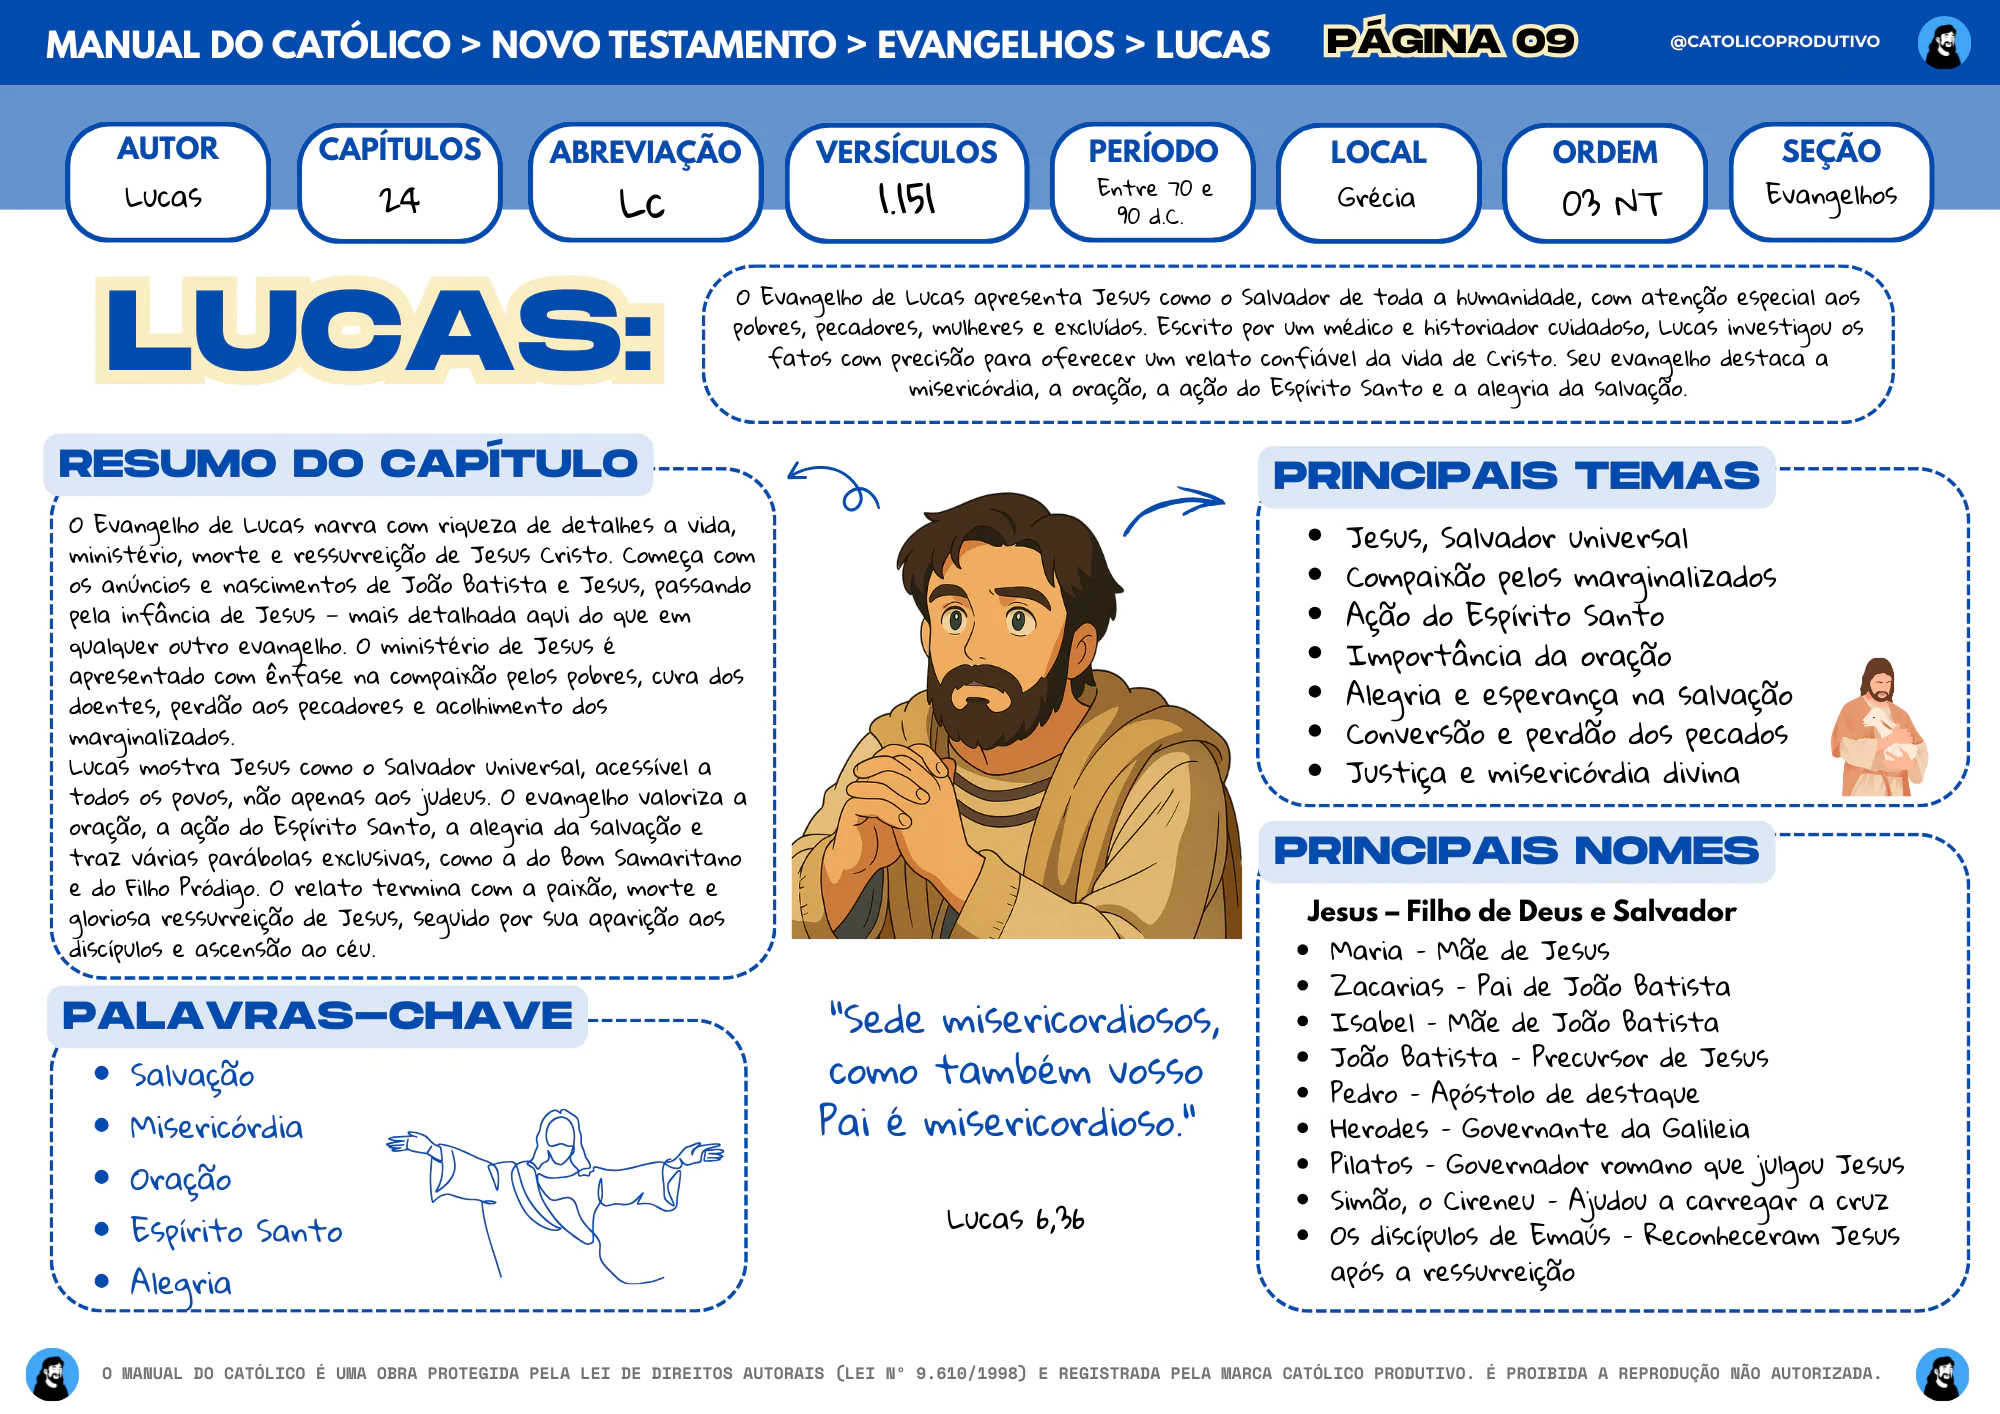 MANUAL DO CATÓLICO > NOVO TESTAMENTO > EVANGELHOS > LUCAS
PÁGINA 09
@CATOLICOPRODUTIVO
AUTOR
Lucas
CAPÍTULOS
24
ABREVIAÇÃO
Lc
VERSÍCULOS
1.151
PERÍODO
Entre 70 e
90 d.C.
LOCAL
Grécia
ORDEM
03 NT
SEÇÃO
Evangelhos
LUCAS:
O Evangelho de Lucas apresenta Jesus como o Salvador de toda a humanidade, com atenção especial aos
pobres, pecadores, mulheres e excluídos. Escrito por um médico e historiador cuidadoso, Lucas investigou os
fatos com precisão para oferecer um relato confiável da vida de Cristo. Seu evangelho destaca a
misericórdia, a oração, a ação do Espírito Santo e a alegria da salvação.
RESUMO DO CAPÍTULO
O Evangelho de Lucas narra com riqueza de detalhes a vida,
ministério, morte e ressurreição de Jesus Cristo. Começa com
os anúncios e nascimentos de João Batista e Jesus, passando
pela infância de Jesus – mais detalhada aqui do que em
qualquer outro evangelho. O ministério de Jesus é
apresentado com ênfase na compaixão pelos pobres, cura dos
doentes, perdão aos pecadores e acolhimento dos
marginalizados.
Lucas mostra Jesus como o Salvador universal, acessível a
todos os povos, não apenas aos judeus. O evangelho valoriza a
oração, a ação do Espírito Santo, a alegria da salvação e
traz várias parábolas exclusivas, como a do Bom Samaritano
e do Filho Pródigo. O relato termina com a paixão, morte e
gloriosa ressurreição de Jesus, seguido por sua aparição aos
discípulos e ascensão ao céu.
PALAVRAS-CHAVE
• Salvação
• Misericórdia
• Oração
• Espírito Santo
• Alegria
"Sede misericordiosos,
como também vosso
Pai é misericordioso."
Lucas 6,36
PRINCIPAIS TEMAS
• Jesus, Salvador universal
• Compaixão pelos marginalizados
• Ação do Espírito Santo
• Importância da oração
• Alegria e esperança na salvação
• Conversão e perdão dos pecados
• Justiça e misericórdia divina
PRINCIPAIS NOMES
Jesus – Filho de Deus e Salvador
• Maria - Mãe de Jesus
• Zacarias - Pai de João Batista
• Isabel - Mãe de João Batista
• João Batista - Precursor de Jesus
• Pedro - Apóstolo de destaque
• Herodes - Governante da Galileia
• Pilatos - Governador romano que julgou Jesus
• Simão, o Cireneu - Ajudou a carregar a cruz
• Os discípulos de Emaús - Reconheceram Jesus
após a ressurreição
O MANUAL DO CATÓLICO É UMA OBRA PROTEGIDA PELA LEI DE DIREITOS AUTORAIS (LEI N° 9.610/1998) E REGISTRADA PELA MARCA CATÓLICO PRODUTIVO. É PROIBIDA A REPRODUÇÃO NÃO AUTORIZADA.